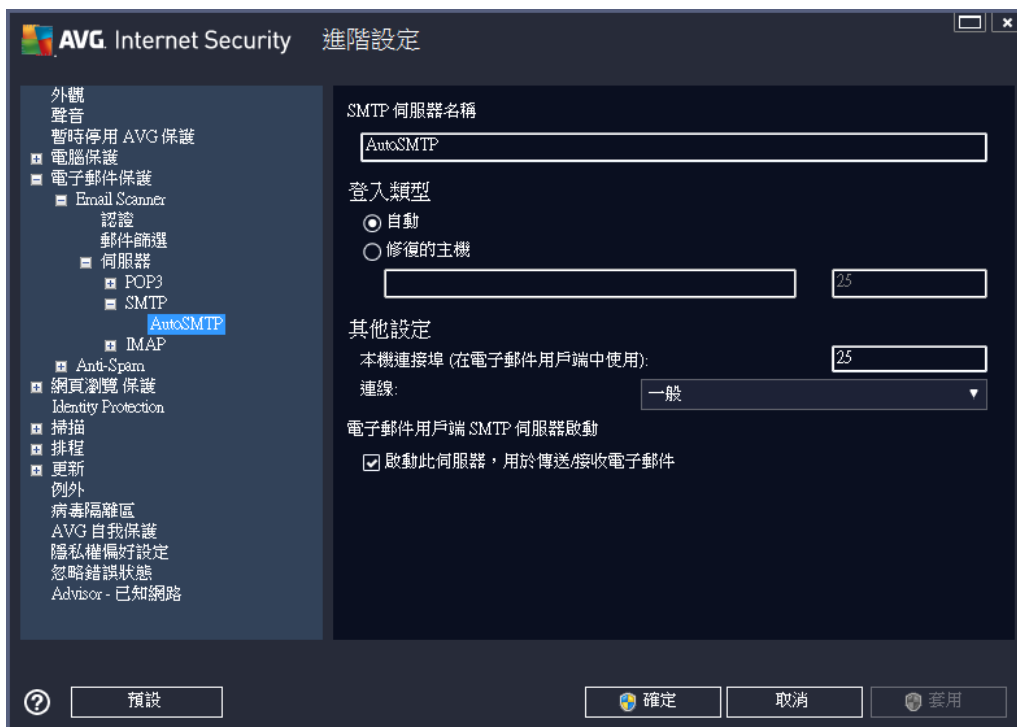 AVG. Internet Security 進階設定
外觀
聲音
暫時停用 AVG 保護
電腦保護
電子郵件保護
Email Scanner
認證
郵件篩選
伺服器
POP3
SMTP
AutoSMTP
IMAP
Anti-Spam
網頁瀏覽 保護
Identity Protection
掃描
排程
更新
例外
病毒隔離區
AVG 自我保護
隱私權偏好設定
忽略錯誤狀態
Advisor - 已知網路
SMTP 伺服器名稱
AutoSMTP
登入類型
自動
修復的主機
25
其他設定
本機連接埠 (在電子郵件用戶端中使用): 25
連線: 一般
電子郵件用戶端 SMTP 伺服器啟動
啟動此伺服器，用於傳送/接收電子郵件
預設 確定 取消 套用